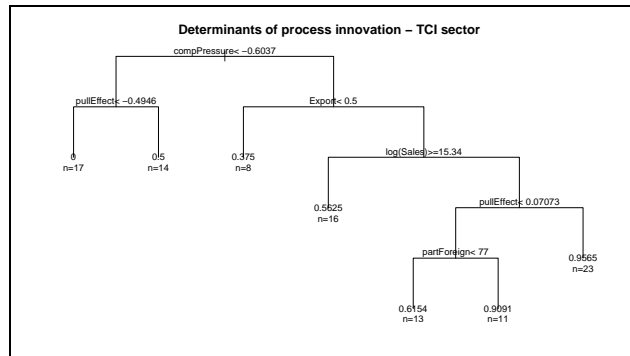 Determinants of process innovation – TCI sector
compPressure< −0.6037
pullEffect< −0.4946
Export< 0.5
0
n=17
0.5
n=14
0.375
n=8
log(Sales)>=15.34
0.5625
n=16
pullEffect< 0.07073
partForeign< 77
0.9565
n=23
0.6154
n=13
0.9091
n=11